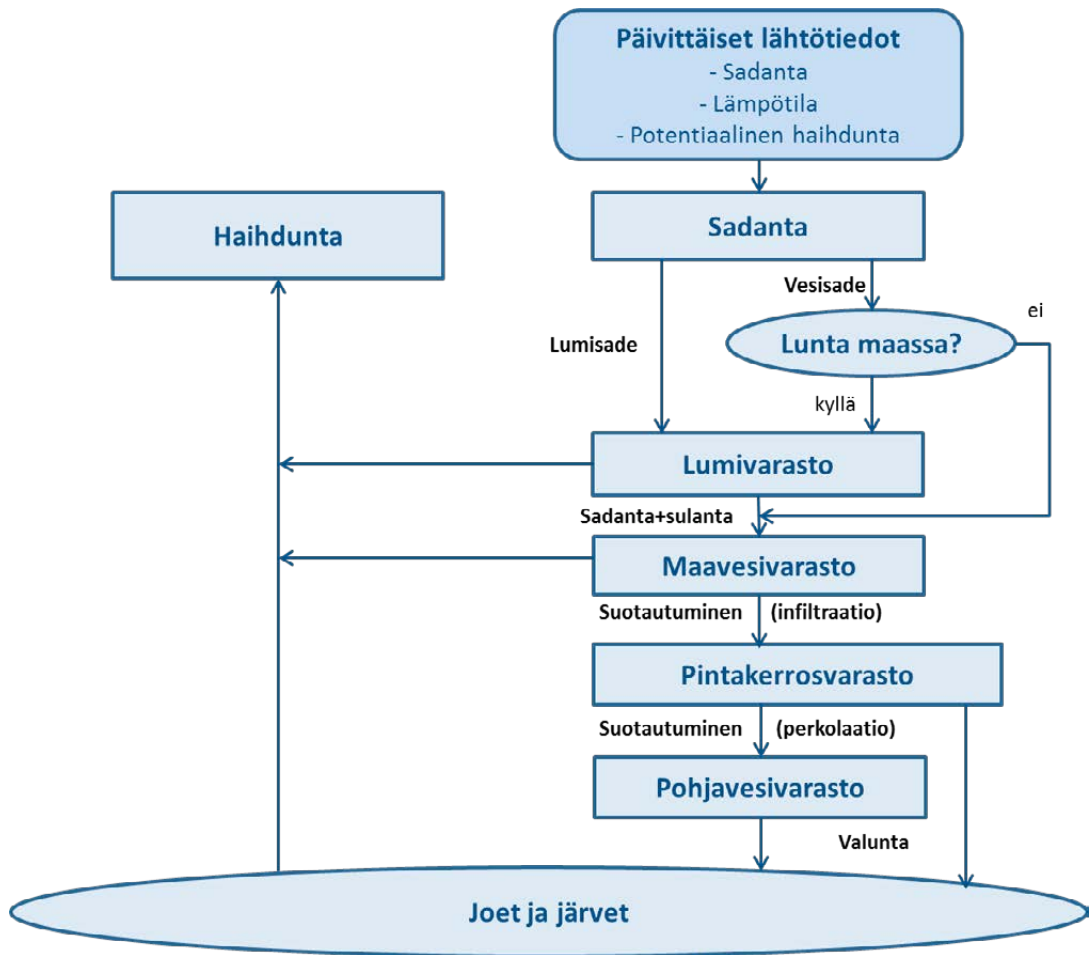 Päivittäiset lähtötiedot
- Sadanta
- Lämpötila
- Potentiaalinen haihdunta
Haihdunta
Sadanta
Vesisade
ei
Lunta maassa?
Lumisade
kyllä
Lumivarasto
Sadanta+sulanta
Maavesivarasto
Suotautuminen (infiltraatio)
Pintakerrosvarasto
Suotautuminen (perkolaatio)
Pohjavesivarasto
Valunta
Joet ja järvet